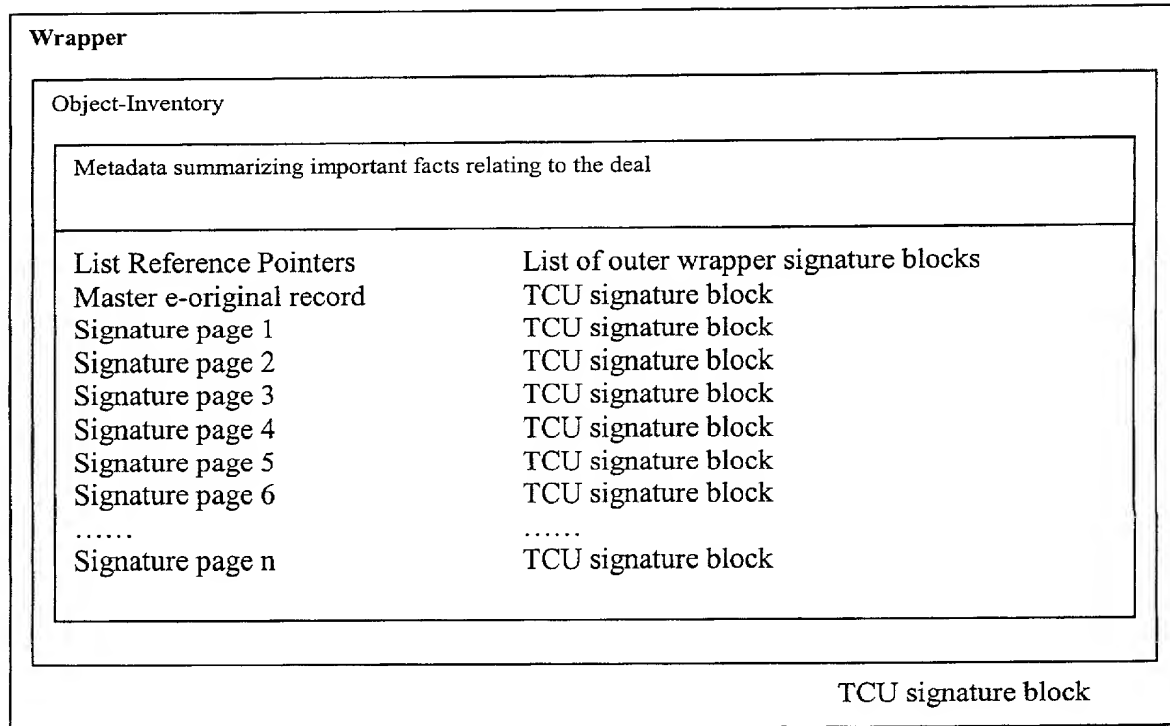 Wrapper
Object-Inventory
Metadata summarizing important facts relating to the deal
List Reference Pointers List of outer wrapper signature blocks
Master e-original record TCU signature block
Signature page 1 TCU signature block
Signature page 2 TCU signature block
Signature page 3 TCU signature block
Signature page 4 TCU signature block
Signature page 5 TCU signature block
Signature page 6 TCU signature block
...... ......
Signature page n TCU signature block
TCU signature block